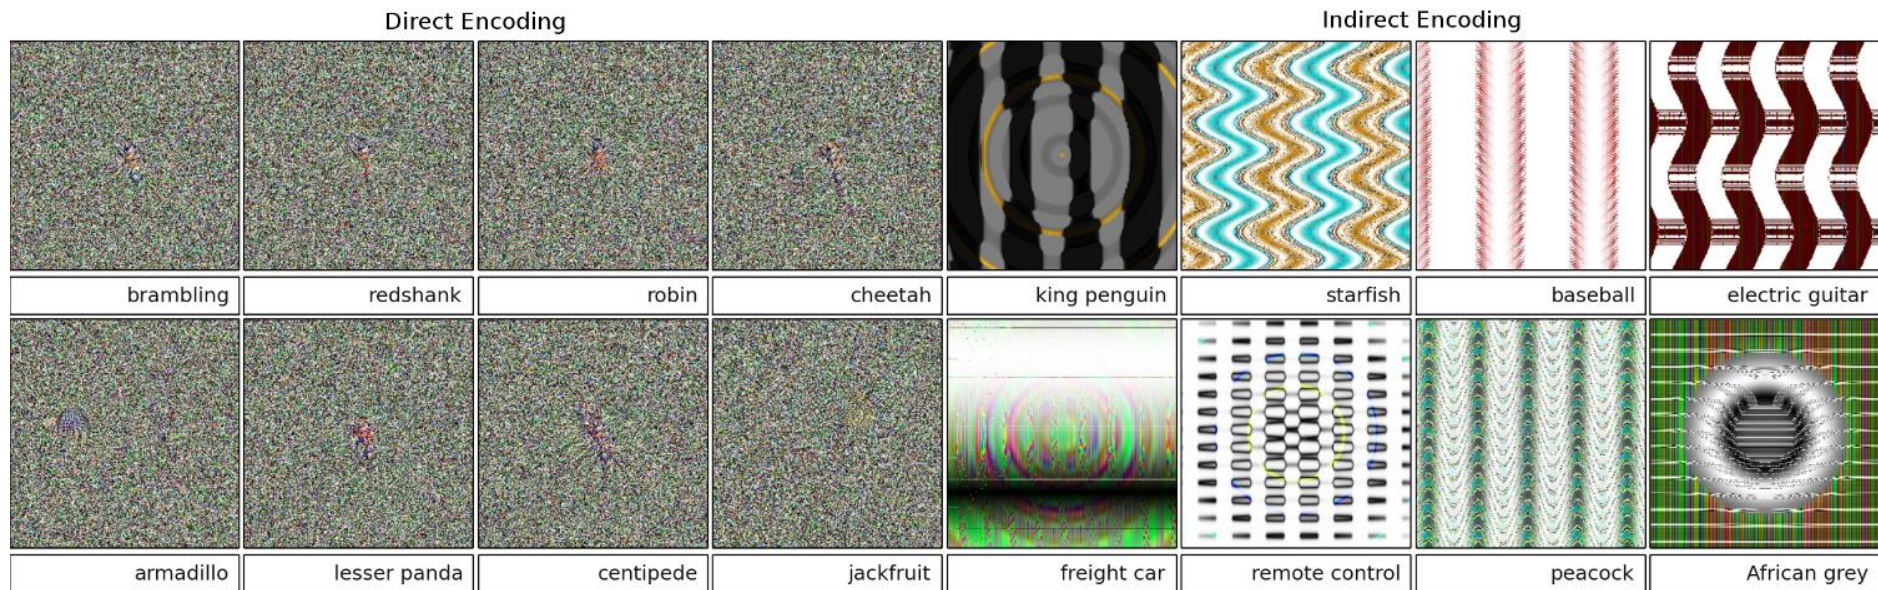 Direct Encoding
Indirect Encoding
brambling
redshank
robin
cheetah
king penguin
starfish
baseball
electric guitar
armadillo
lesser panda
centipede
jackfruit
freight car
remote control
peacock
African grey